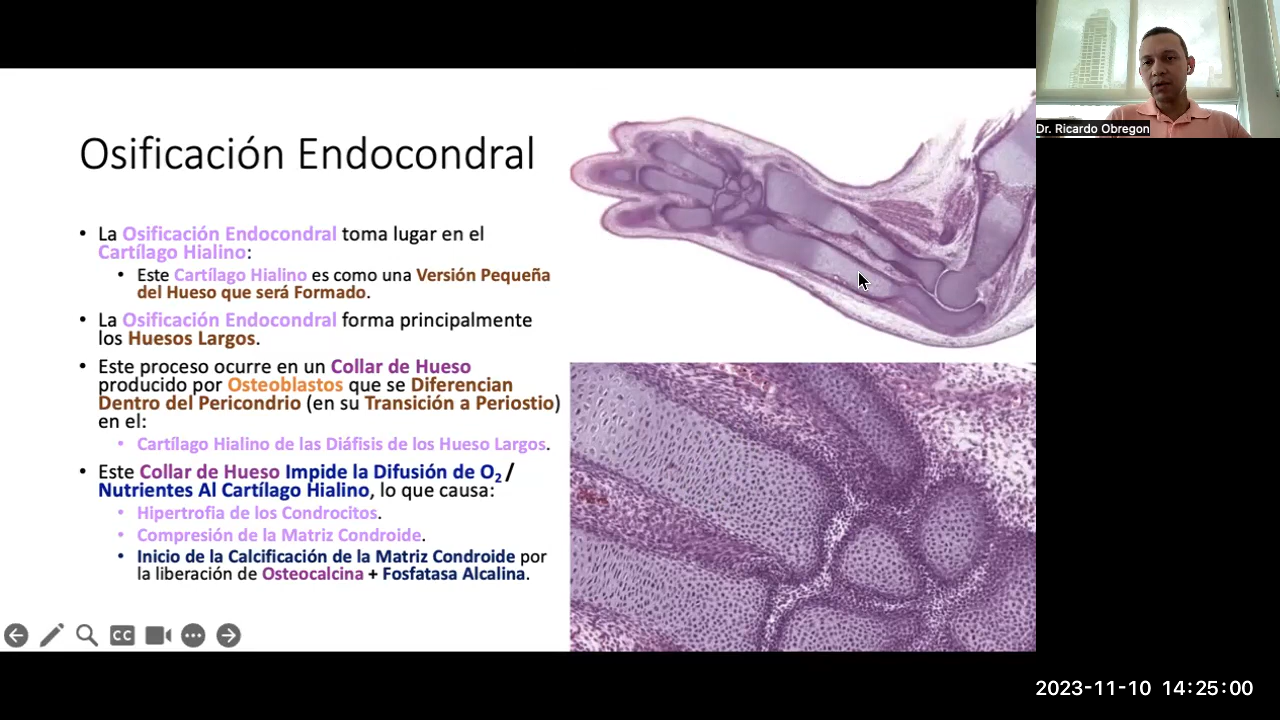 Osificación Endocondral
• La Osificación Endocondral toma lugar en el
Cartílago Hialino:
• Este Cartílago Hialino es como una Versión Pequeña
del Hueso que será Formado.
• La Osificación Endocondral forma principalmente
los Huesos Largos.
• Este proceso ocurre en un Collar de Hueso
producido por Osteoblastos que se Diferencian
Dentro del Pericondrio (en su Transición a Periostio)
en el:
• Cartílago Hialino de las Diáfisis de los Hueso Largos.
• Este Collar de Hueso Impide la Difusión de O₂ /
Nutrientes Al Cartílago Hialino, lo que causa:
• Hipertrofia de los Condrocitos.
• Compresión de la Matriz Condroide.
• Inicio de la Calcificación de la Matriz Condroide por
la liberación de Osteocalcina + Fosfatasa Alcalina.
CC
Dr. Ricardo Obregon
2023-11-10 14:25:00